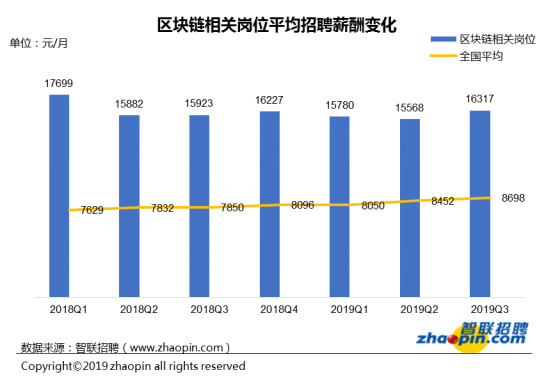 区块链相关岗位平均招聘薪酬变化
单位：元/月
区块链相关岗位
全国平均
17699
15882
15923
16227
15780
15568
16317
7629
7832
7850
8096
8050
8452
8698
2018Q1
2018Q2
2018Q3
2018Q4
2019Q1
2019Q2
2019Q3
数据来源：智联招聘（www.zhaopin.com）
Copyright©2019 zhaopin all rights reserved
智联招聘
zhaopin.com